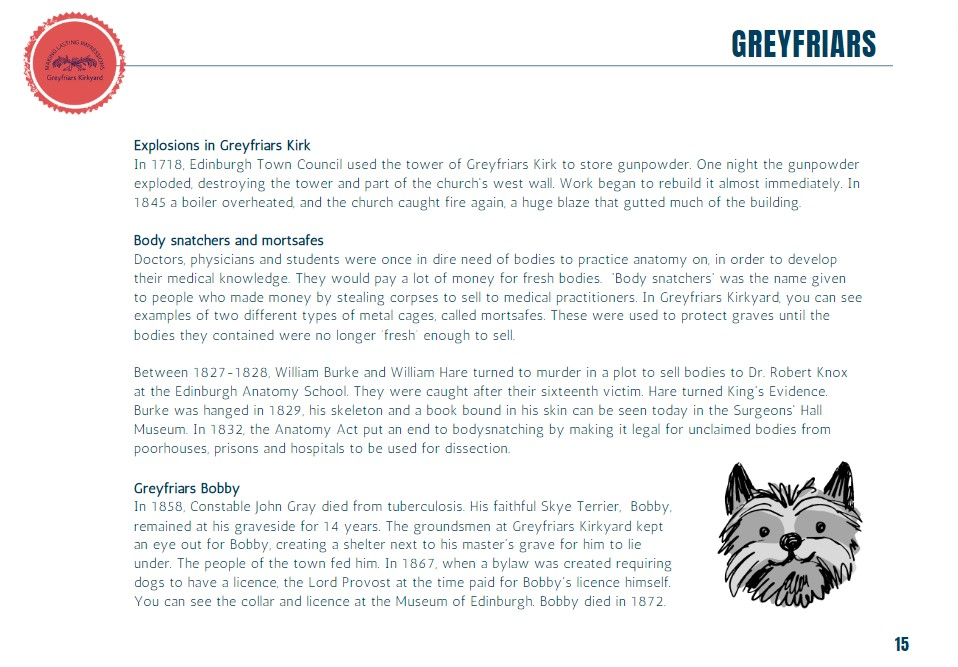 GREYFRIARS
MAKING LASTING IMPRESSIONS
Greyfriars Kirkyard
Explosions in Greyfriars Kirk
In 1718, Edinburgh Town Council used the tower of Greyfriars Kirk to store gunpowder. One night the gunpowder
exploded, destroying the tower and part of the church's west wall. Work began to rebuild it almost immediately. In
1845 a boiler overheated, and the church caught fire again, a huge blaze that gutted much of the building.
Body snatchers and mortsafes
Doctors, physicians and students were once in dire need of bodies to practice anatomy on, in order to develop
their medical knowledge. They would pay a lot of money for fresh bodies. 'Body snatchers' was the name given
to people who made money by stealing corpses to sell to medical practitioners. In Greyfriars Kirkyard, you can see
examples of two different types of metal cages, called mortsafes. These were used to protect graves until the
bodies they contained were no longer 'fresh' enough to sell.
Between 1827-1828, William Burke and William Hare turned to murder in a plot to sell bodies to Dr. Robert Knox
at the Edinburgh Anatomy School. They were caught after their sixteenth victim. Hare turned King's Evidence.
Burke was hanged in 1829, his skeleton and a book bound in his skin can be seen today in the Surgeons' Hall
Museum. In 1832, the Anatomy Act put an end to bodysnatching by making it legal for unclaimed bodies from
poorhouses, prisons and hospitals to be used for dissection.
Greyfriars Bobby
In 1858, Constable John Gray died from tuberculosis. His faithful Skye Terrier, Bobby,
remained at his graveside for 14 years. The groundsmen at Greyfriars Kirkyard kept
an eye out for Bobby, creating a shelter next to his master's grave for him to lie
under. The people of the town fed him. In 1867, when a bylaw was created requiring
dogs to have a licence, the Lord Provost at the time paid for Bobby's licence himself.
You can see the collar and licence at the Museum of Edinburgh. Bobby died in 1872.
15